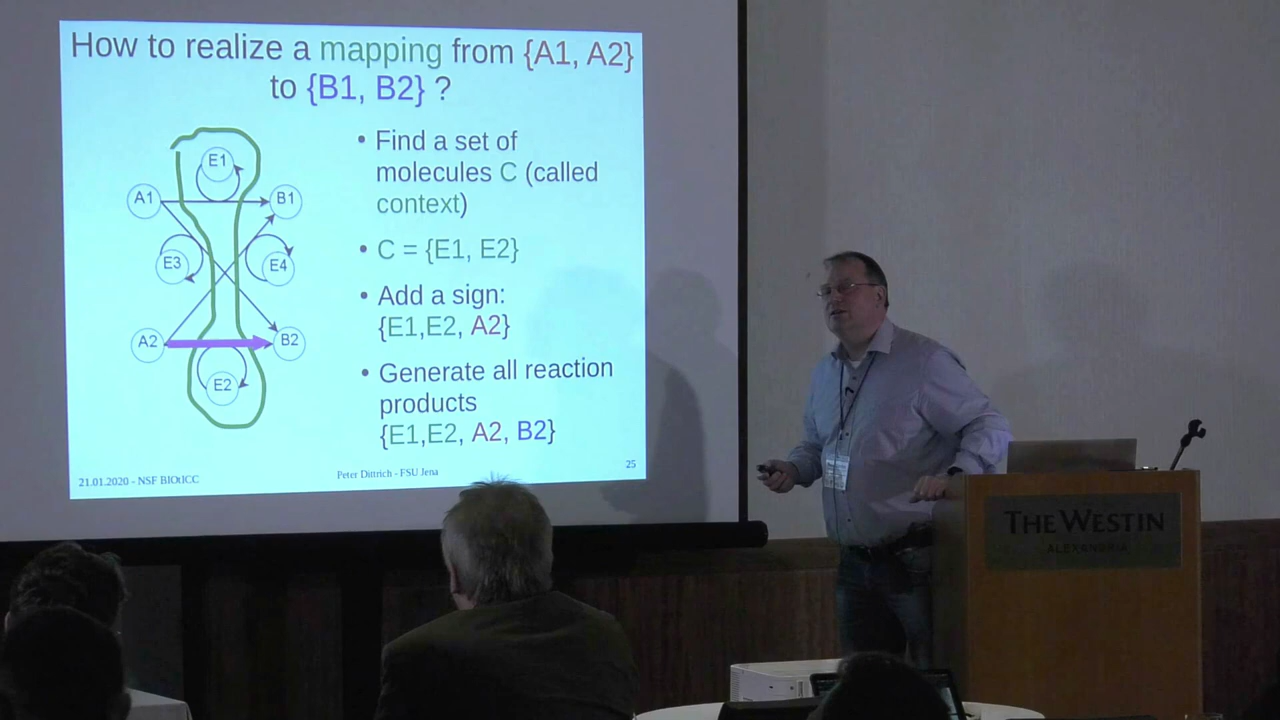 How to realize a mapping from {A1, A2}
to {B1, B2} ?
E1
A1
B1
E3
E4
A2
B2
E2
• Find a set of
molecules C (called
context)
• C = {E1, E2}
• Add a sign:
{E1,E2, A2}
• Generate all reaction
products
{E1,E2, A2, B2}
21.01.2020 - NSF BIOtICC
Peter Dittrich - FSU Jena
25
THE WESTIN
ALEXANDRIA